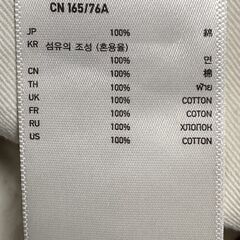 CN 165/76A
JP 100% 綿
KR 섬유의 조성 (혼용율)
100% 면
CN 100% 棉
TH 100% ฝ้าย
UK 100% COTTON
FR 100% COTON
RU 100% ХЛОПОК
US 100% COTTON